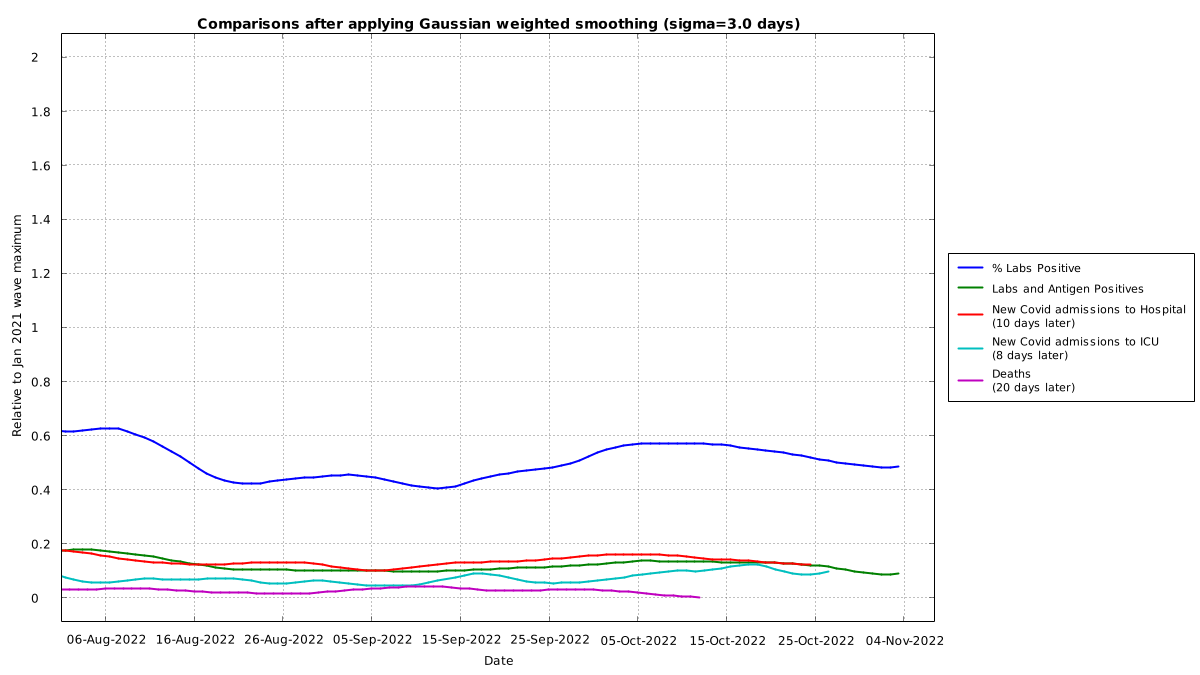 Comparisons after applying Gaussian weighted smoothing (sigma=3.0 days)
Relative to Jan 2021 wave maximum
2
1.8
1.6
1.4
1.2
1
0.8
0.6
0.4
0.2
0
06-Aug-2022 16-Aug-2022 26-Aug-2022 05-Sep-2022 15-Sep-2022 25-Sep-2022 05-Oct-2022 15-Oct-2022 25-Oct-2022 04-Nov-2022
Date
% Labs Positive
Labs and Antigen Positives
New Covid admissions to Hospital
(10 days later)
New Covid admissions to ICU
(8 days later)
Deaths
(20 days later)